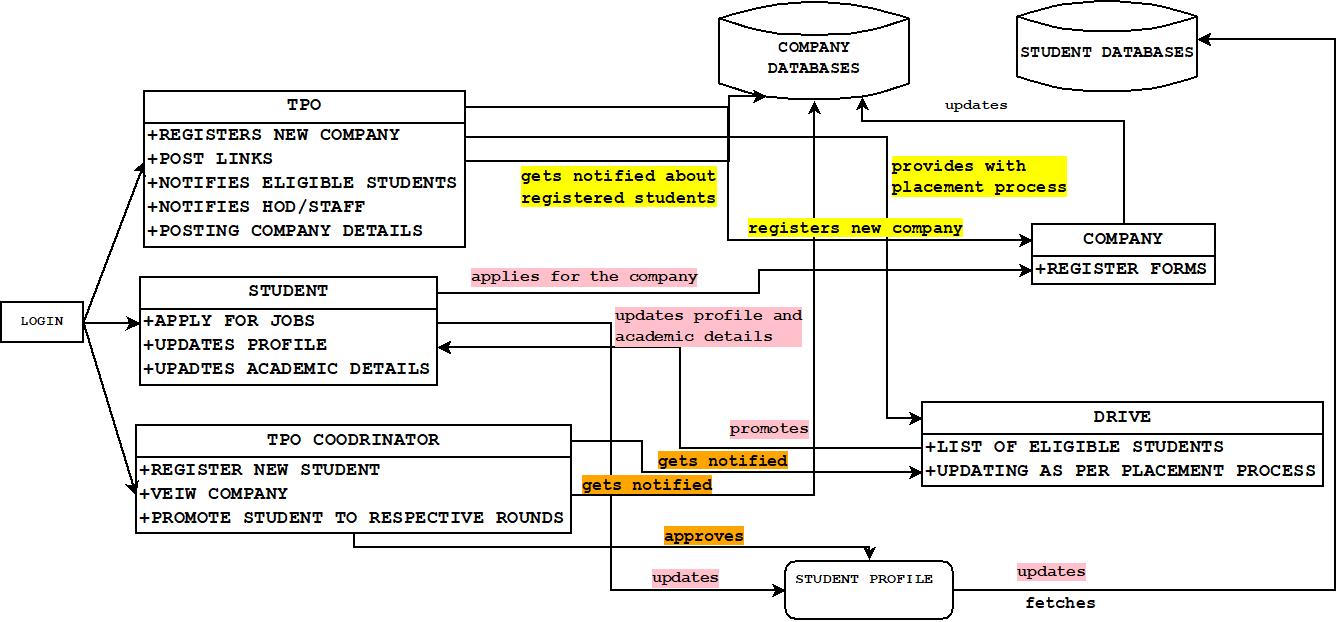 COMPANY
DATABASES
STUDENT DATABASES
TPO
+REGISTERS NEW COMPANY
+POST LINKS
+NOTIFIES ELIGIBLE STUDENTS
+NOTIFIES HOD/STAFF
+POSTING COMPANY DETAILS
updates
gets notified about
registered students
provides with
placement process
registers new company
COMPANY
+REGISTER FORMS
applies for the company
STUDENT
+APPLY FOR JOBS
+UPDATES PROFILE
+UPADTES ACADEMIC DETAILS
LOGIN
updates profile and
academic details
DRIVE
+LIST OF ELIGIBLE STUDENTS
+UPDATING AS PER PLACEMENT PROCESS
promotes
TPO COODRINATOR
+REGISTER NEW STUDENT
+VEIW COMPANY
+PROMOTE STUDENT TO RESPECTIVE ROUNDS
gets notified
gets notified
approves
updates
STUDENT PROFILE
updates
fetches